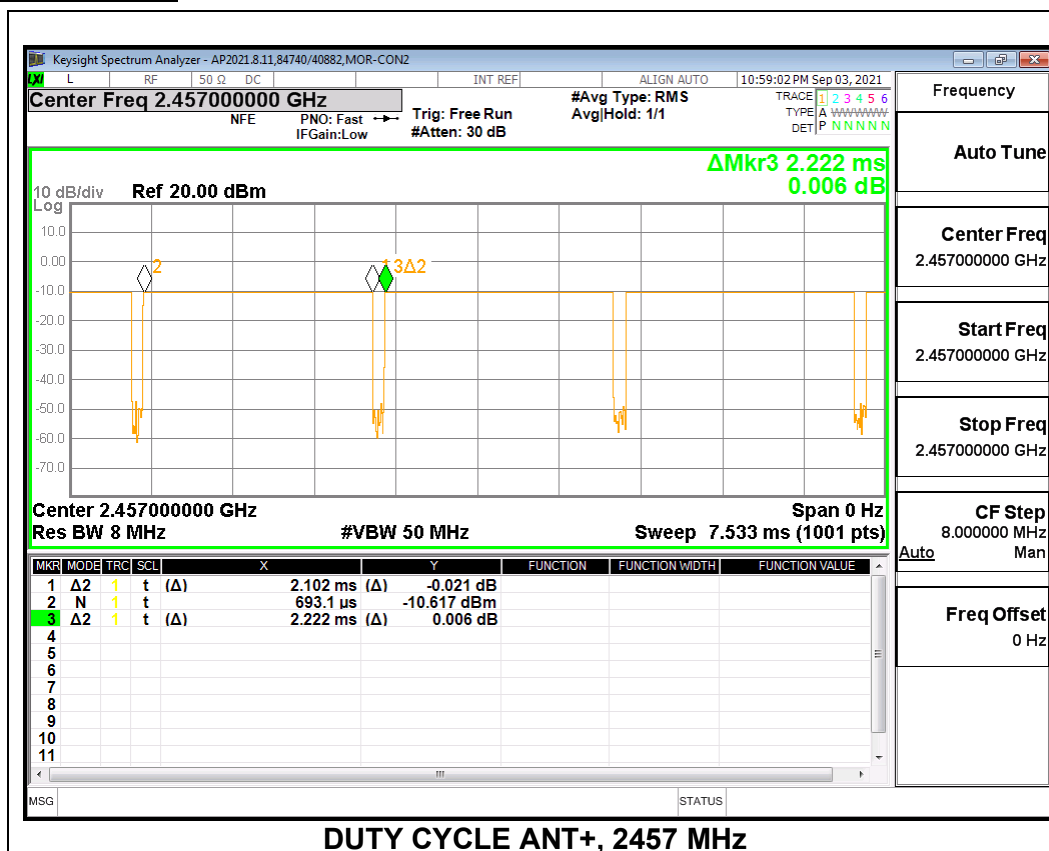 Keysight Spectrum Analyzer - AP2021.8.11,84740/40882,MOR-CON2
LXI L RF 50 Ω DC INT REF ALIGN AUTO 10:59:02 PM Sep 03, 2021
Center Freq 2.457000000 GHz
NFE PNO: Fast IFGain:Low
Trig: Free Run
#Atten: 30 dB
#Avg Type: RMS
Avg|Hold: 1/1
TRACE 1 2 3 4 5 6
TYPE A WWWWW
DET P N N N N N
ΔMkr3 2.222 ms
0.006 dB
10 dB/div
Log
Ref 20.00 dBm
10.0
0.00
-10.0
-20.0
-30.0
-40.0
-50.0
-60.0
-70.0
2
1
3Δ2
Center 2.457000000 GHz
Span 0 Hz
Res BW 8 MHz
#VBW 50 MHz
Sweep 7.533 ms (1001 pts)
MKR MODE TRC SCL X Y FUNCTION FUNCTION WIDTH FUNCTION VALUE
1 Δ2 1 t (Δ) 2.102 ms (Δ) -0.021 dB
2 N 1 t 693.1 µs -10.617 dBm
3 Δ2 1 t (Δ) 2.222 ms (Δ) 0.006 dB
4
5
6
7
8
9
10
11
MSG
STATUS
Frequency
Auto Tune
Center Freq
2.457000000 GHz
Start Freq
2.457000000 GHz
Stop Freq
2.457000000 GHz
CF Step
8.000000 MHz
Auto Man
Freq Offset
0 Hz
DUTY CYCLE ANT+, 2457 MHz